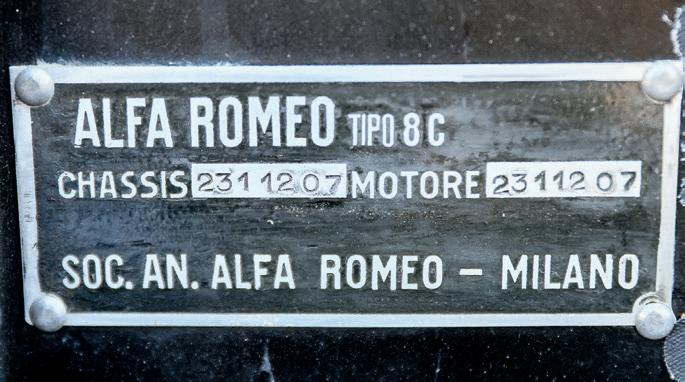 ALFA ROMEO TIPO 8C
CHASSIS 2311207 MOTORE 2311207
SOC. AN. ALFA ROMEO - MILANO